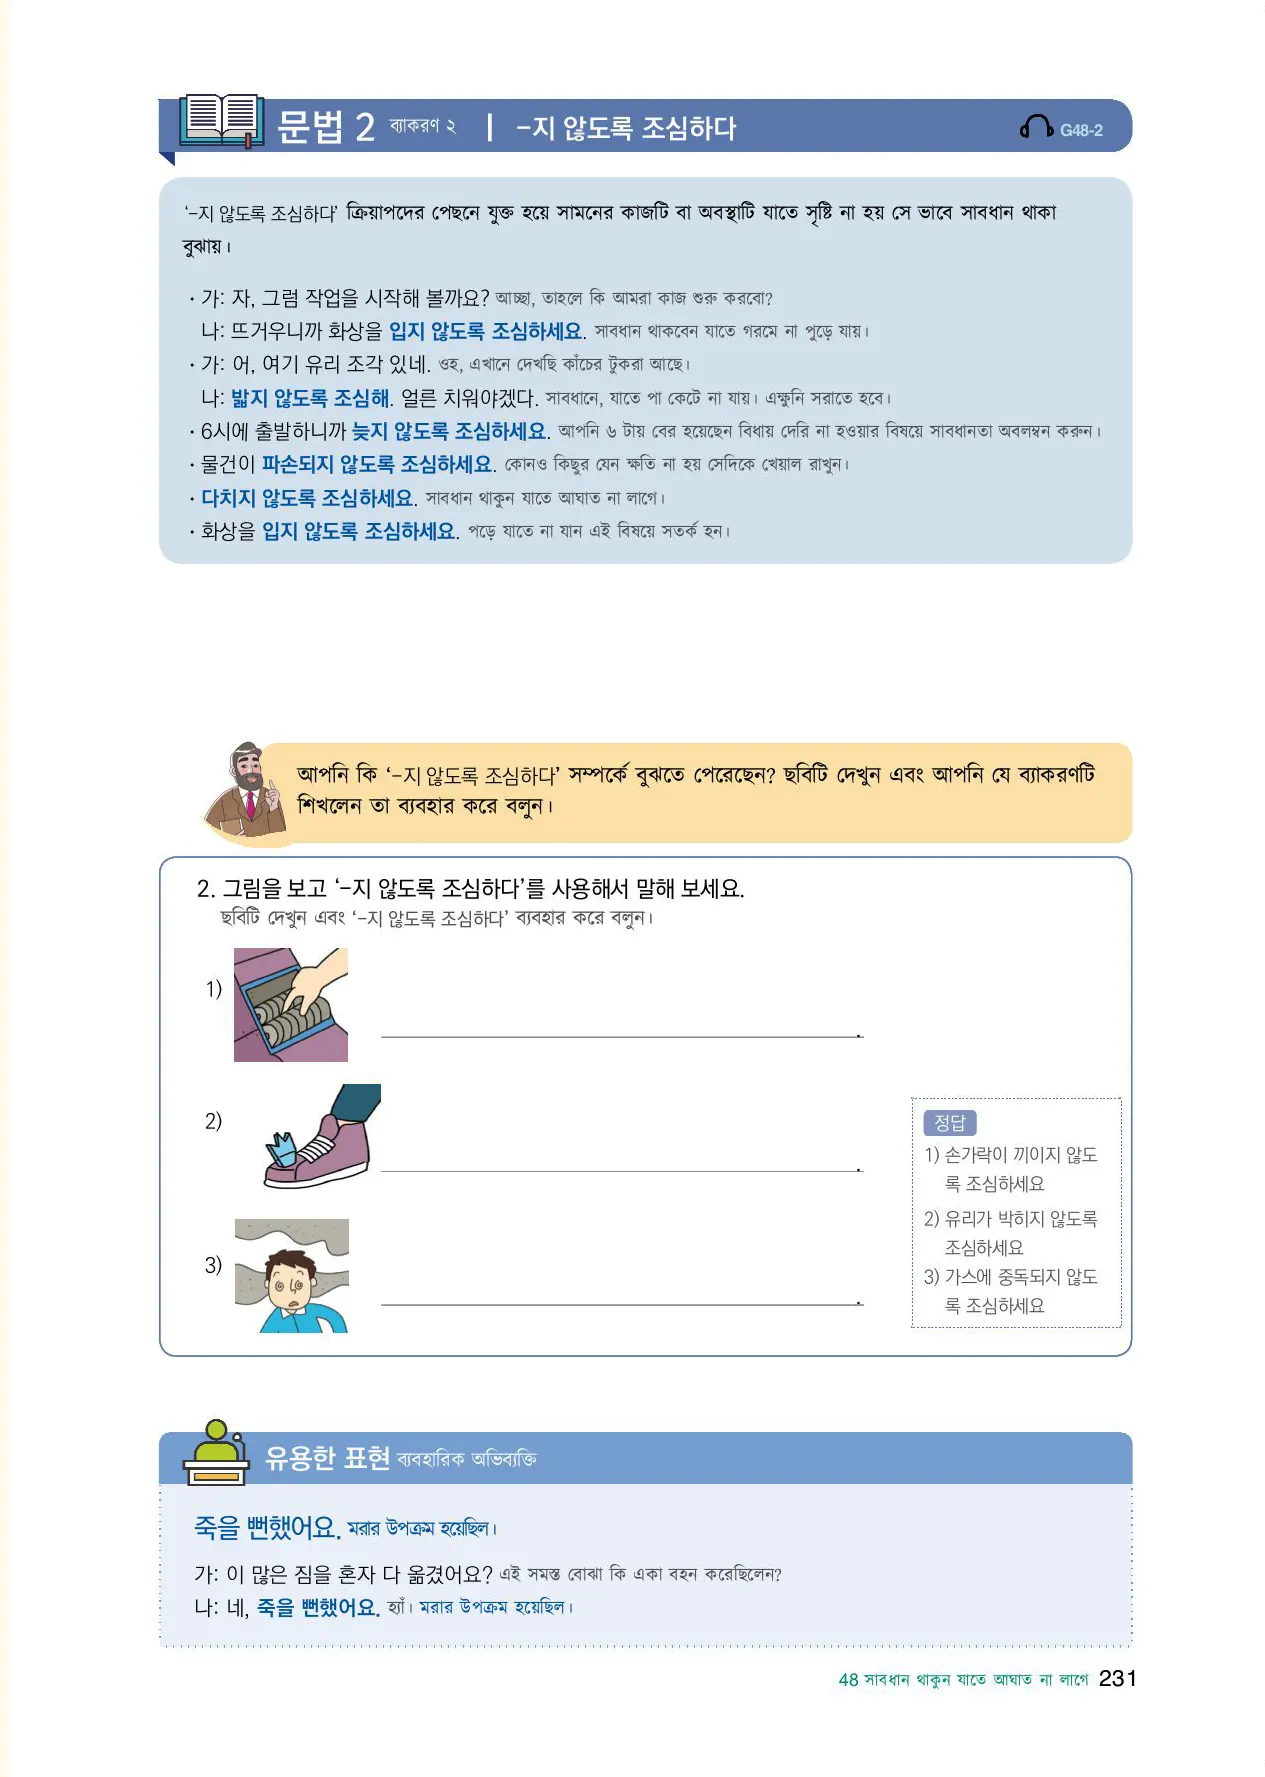 문법 2 ব্যাকরণ ২ | -지 않도록 조심하다
G48-2
‘-지 않도록 조심하다’ ক্রিয়াপদের পেছনে যুক্ত হয়ে সামনের কাজটি বা অবস্থাটি যাতে সৃষ্টি না হয় সে ভাবে সাবধান থাকা
বুঝায়।
· 가: 자, 그럼 작업을 시작해 볼까요? আচ্ছা, তাহলে কি আমরা কাজ শুরু করবো?
나: 뜨거우니까 화상을 입지 않도록 조심하세요. সাবধান থাকবেন যাতে গরমে না পুড়ে যায়।
· 가: 어, 여기 유리 조각 있네. ওহ, এখানে দেখছি কাঁচের টুকরা আছে।
나: 밟지 않도록 조심해. 얼른 치워야겠다. সাবধানে, যাতে পা কেটে না যায়। এক্ষুনি সরাতে হবে।
· 6시에 출발하니까 늦지 않도록 조심하세요. আপনি ৬ টায় বের হয়েছেন বিধায় দেরি না হওয়ার বিষয়ে সাবধানতা অবলম্বন করুন।
· 물건이 파손되지 않도록 조심하세요. কোনও কিছুর যেন ক্ষতি না হয় সেদিকে খেয়াল রাখুন।
· 다치지 않도록 조심하세요. সাবধান থাকুন যাতে আঘাত না লাগে।
· 화상을 입지 않도록 조심하세요. পড়ে যাতে না যান এই বিষয়ে সতর্ক হন।
আপনি কি ‘-지 않도록 조심하다’ সম্পর্কে বুঝতে পেরেছেন? ছবিটি দেখুন এবং আপনি যে ব্যাকরণটি
শিখলেন তা ব্যবহার করে বলুন।
2. 그림을 보고 ‘-지 않도록 조심하다’를 사용해서 말해 보세요.
ছবিটি দেখুন এবং ‘-지 않도록 조심하다’ ব্যবহার করে বলুন।
1) .
2) .
3) .
정답
1) 손가락이 끼이지 않도
록 조심하세요
2) 유리가 박히지 않도록
조심하세요
3) 가스에 중독되지 않도
록 조심하세요
유용한 표현 ব্যবহারিক অভিব্যক্তি
죽을 뻔했어요. মরার উপক্রম হয়েছিল।
가: 이 많은 짐을 혼자 다 옮겼어요? এই সমস্ত বোঝা কি একা বহন করেছিলেন?
나: 네, 죽을 뻔했어요. হ্যাঁ। মরার উপক্রম হয়েছিল।
48 সাবধান থাকুন যাতে আঘাত না লাগে 231